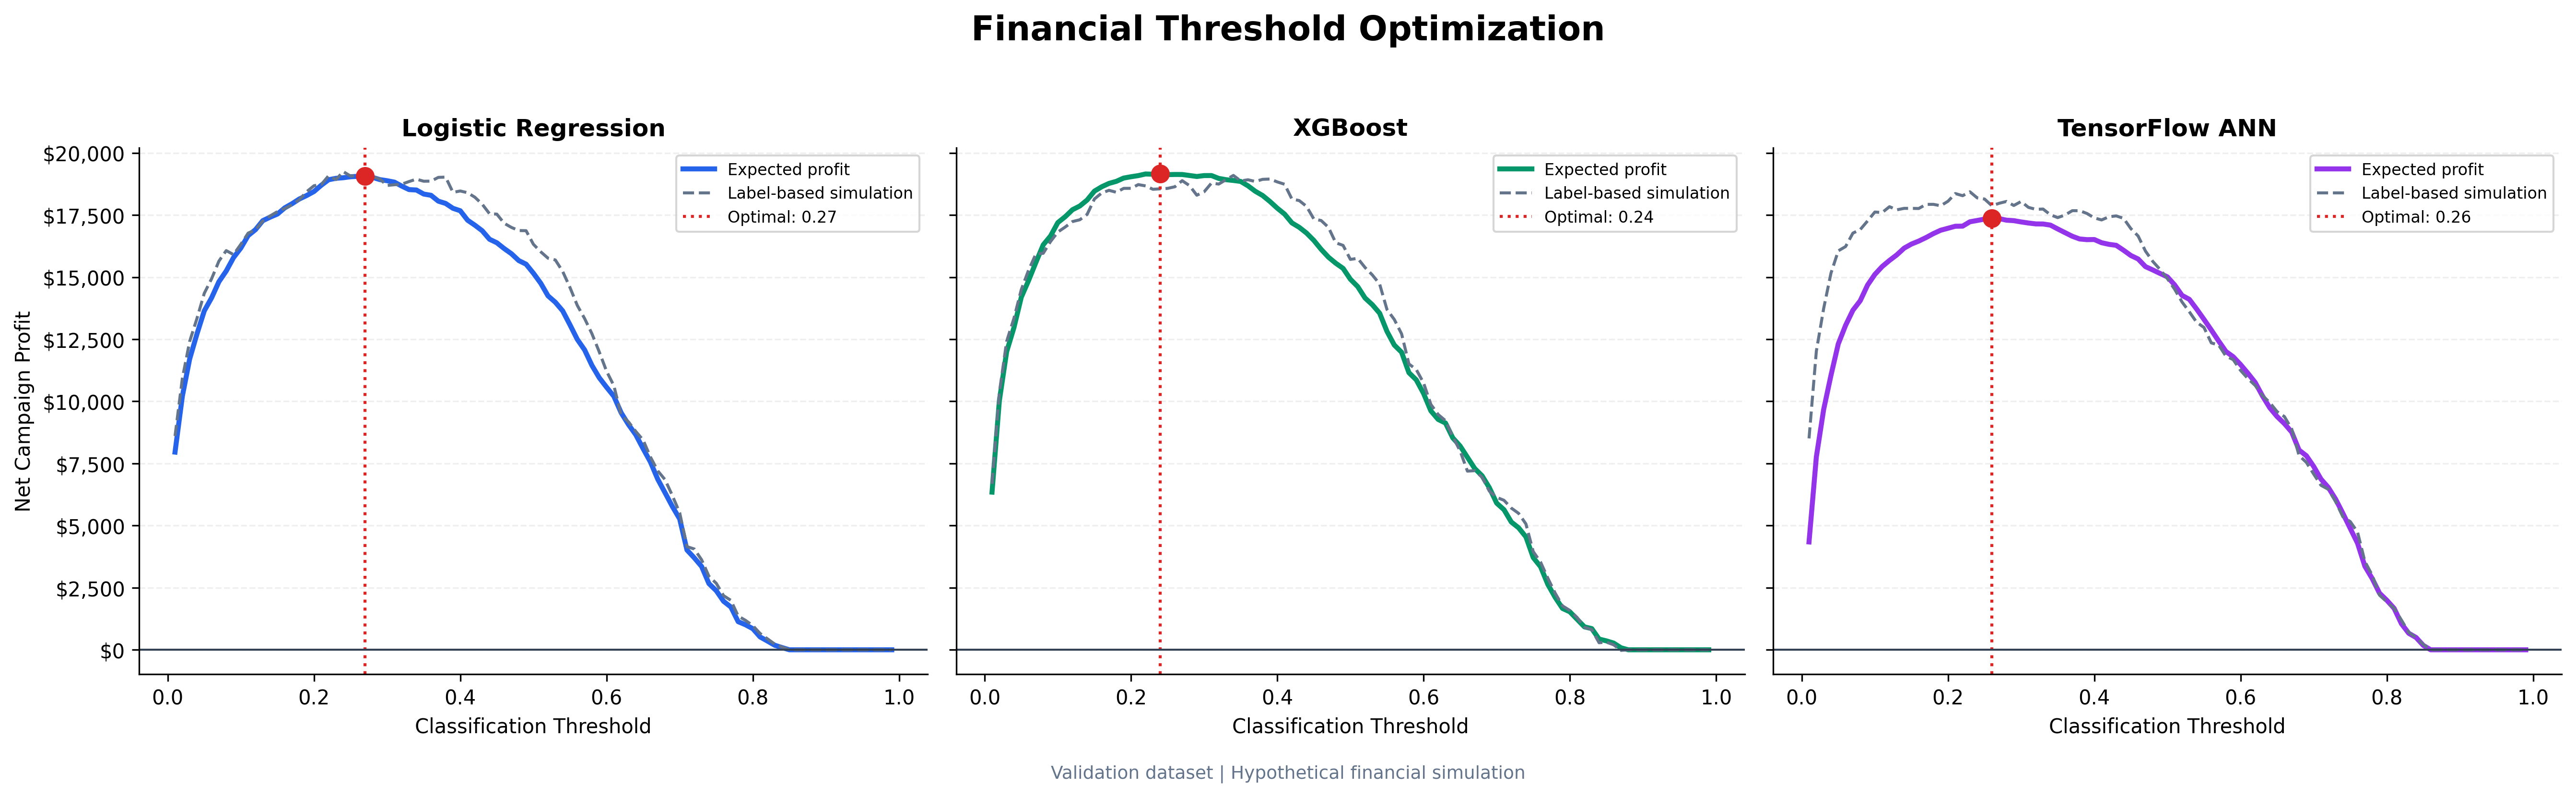 Financial Threshold Optimization
Logistic Regression
Net Campaign Profit
$20,000
$17,500
$15,000
$12,500
$10,000
$7,500
$5,000
$2,500
$0
Expected profit
Label-based simulation
Optimal: 0.27
0.0 0.2 0.4 0.6 0.8 1.0
Classification Threshold
XGBoost
Expected profit
Label-based simulation
Optimal: 0.24
0.0 0.2 0.4 0.6 0.8 1.0
Classification Threshold
TensorFlow ANN
Expected profit
Label-based simulation
Optimal: 0.26
0.0 0.2 0.4 0.6 0.8 1.0
Classification Threshold
Validation dataset | Hypothetical financial simulation